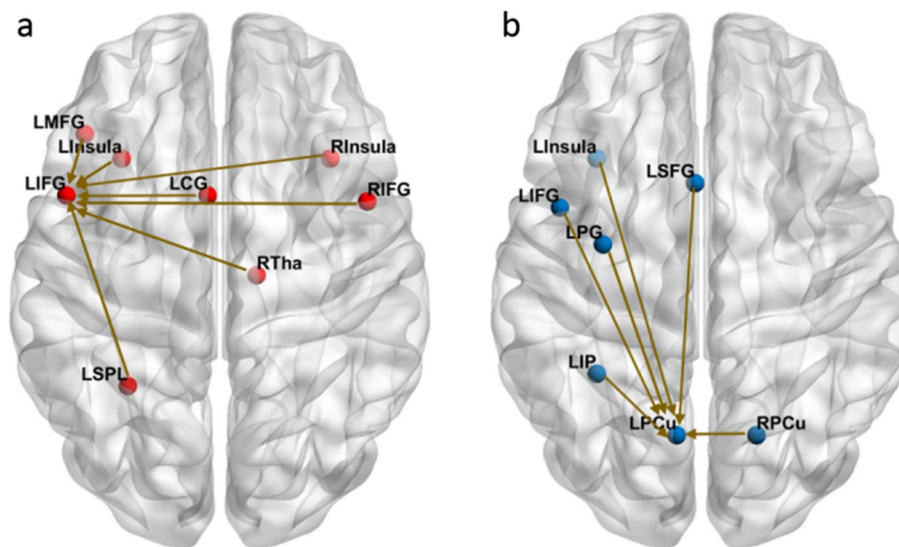 a
LMFG
LInsula
RInsula
LIFG
LCG
RIFG
RTha
LSPL
b
LInsula
LSFG
LIFG
LPG
LIP
LPCu
RPCu